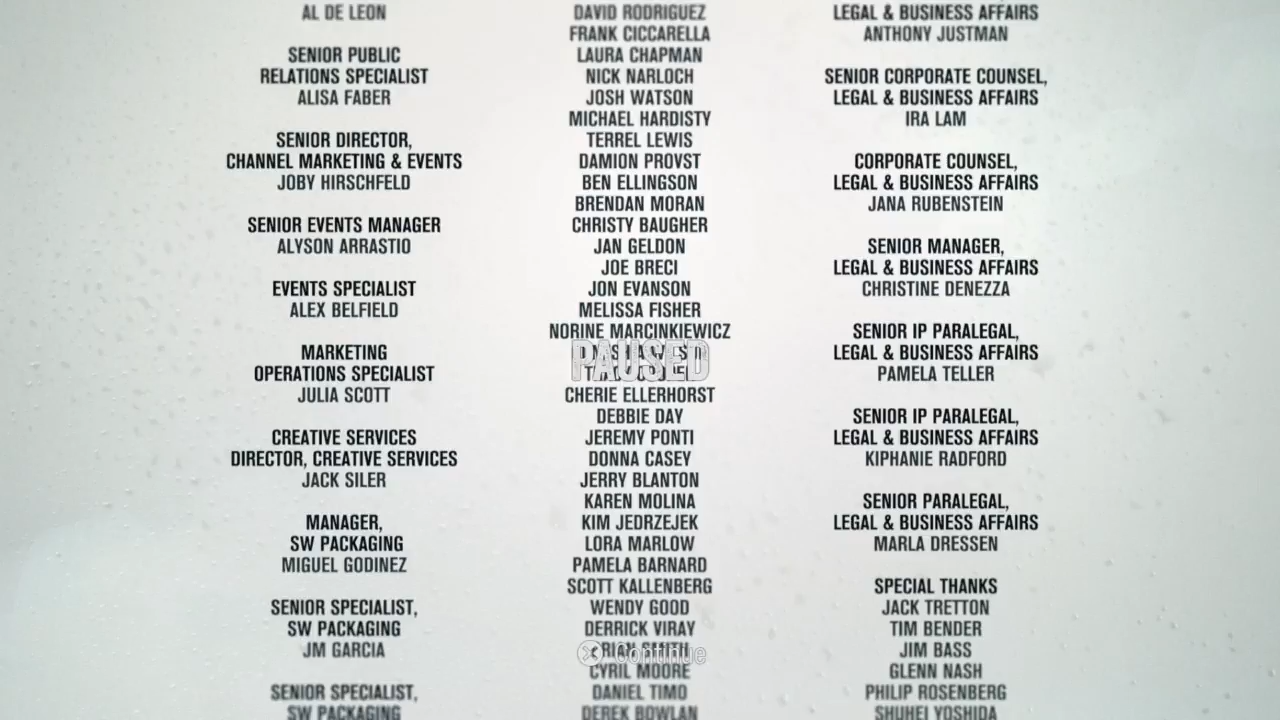 AL DE LEON
SENIOR PUBLIC
RELATIONS SPECIALIST
ALISA FABER
SENIOR DIRECTOR,
CHANNEL MARKETING & EVENTS
JOBY HIRSCHFELD
SENIOR EVENTS MANAGER
ALYSON ARRASTIO
EVENTS SPECIALIST
ALEX BELFIELD
MARKETING
OPERATIONS SPECIALIST
JULIA SCOTT
CREATIVE SERVICES
DIRECTOR, CREATIVE SERVICES
JACK SILER
MANAGER,
SW PACKAGING
MIGUEL GODINEZ
SENIOR SPECIALIST,
SW PACKAGING
JM GARCIA
SENIOR SPECIALIST,
SW PACKAGING
DAVID RODRIGUEZ
FRANK CICCARELLA
LAURA CHAPMAN
NICK NARLOCH
JOSH WATSON
MICHAEL HARDISTY
TERREL LEWIS
DAMION PROVST
BEN ELLINGSON
BRENDAN MORAN
CHRISTY BAUGHER
JAN GELDON
JOE BRECI
JON EVANSON
MELISSA FISHER
NORINE MARCINKIEWICZ
PAUSED
CHERIE ELLERHORST
DEBBIE DAY
JEREMY PONTI
DONNA CASEY
JERRY BLANTON
KAREN MOLINA
KIM JEDRZEJEK
LORA MARLOW
PAMELA BARNARD
SCOTT KALLENBERG
WENDY GOOD
DERRICK VIRAY
BRIAN SMITH
Continue
CYRIL MOORE
DANIEL TIMO
DEREK BOWLAN
LEGAL & BUSINESS AFFAIRS
ANTHONY JUSTMAN
SENIOR CORPORATE COUNSEL,
LEGAL & BUSINESS AFFAIRS
IRA LAM
CORPORATE COUNSEL,
LEGAL & BUSINESS AFFAIRS
JANA RUBENSTEIN
SENIOR MANAGER,
LEGAL & BUSINESS AFFAIRS
CHRISTINE DENEZZA
SENIOR IP PARALEGAL,
LEGAL & BUSINESS AFFAIRS
PAMELA TELLER
SENIOR IP PARALEGAL,
LEGAL & BUSINESS AFFAIRS
KIPHANIE RADFORD
SENIOR PARALEGAL,
LEGAL & BUSINESS AFFAIRS
MARLA DRESSEN
SPECIAL THANKS
JACK TRETTON
TIM BENDER
JIM BASS
GLENN NASH
PHILIP ROSENBERG
SHUHEI YOSHIDA